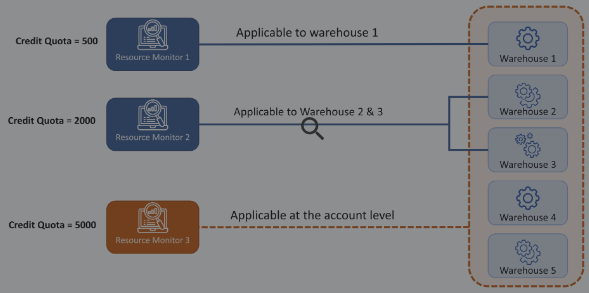 Credit Quota = 500
Resource Monitor 1
Applicable to warehouse 1
Warehouse 1
Credit Quota = 2000
Resource Monitor 2
Applicable to Warehouse 2 & 3
Warehouse 2
Warehouse 3
Warehouse 4
Credit Quota = 5000
Resource Monitor 3
Applicable at the account level
Warehouse 5